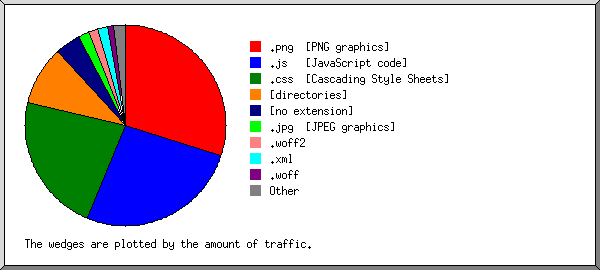 .png [PNG graphics]
.js [JavaScript code]
.css [Cascading Style Sheets]
[directories]
[no extension]
.jpg [JPEG graphics]
.woff2
.xml
.woff
Other
The wedges are plotted by the amount of traffic.